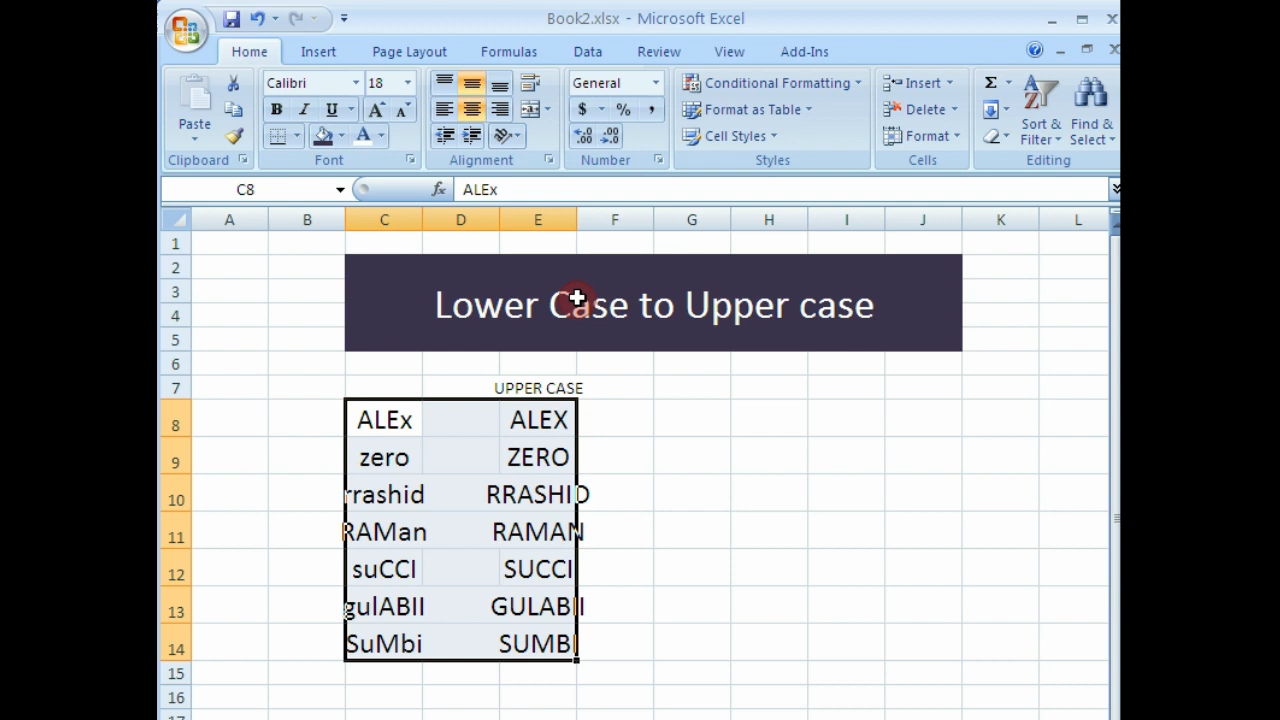 Book2.xlsx - Microsoft Excel
Home Insert Page Layout Formulas Data Review View Add-Ins
Calibri 18 General Conditional Formatting Insert Σ
Paste B I U A A $ % , Format as Table Delete Sort & Filter Find & Select
A Cell Styles Format
Clipboard Font Alignment Number Styles Cells Editing
C8 fx ALEx
A B C D E F G H I J K L
1
2
3 Lower Case to Upper case
4
5
6
7 UPPER CASE
8 ALEx ALEX
9 zero ZERO
10 rrashid RRASHID
11 RAMan RAMAN
12 suCCI SUCCI
13 gulABII GULABII
14 SuMbi SUMBI
15
16
17